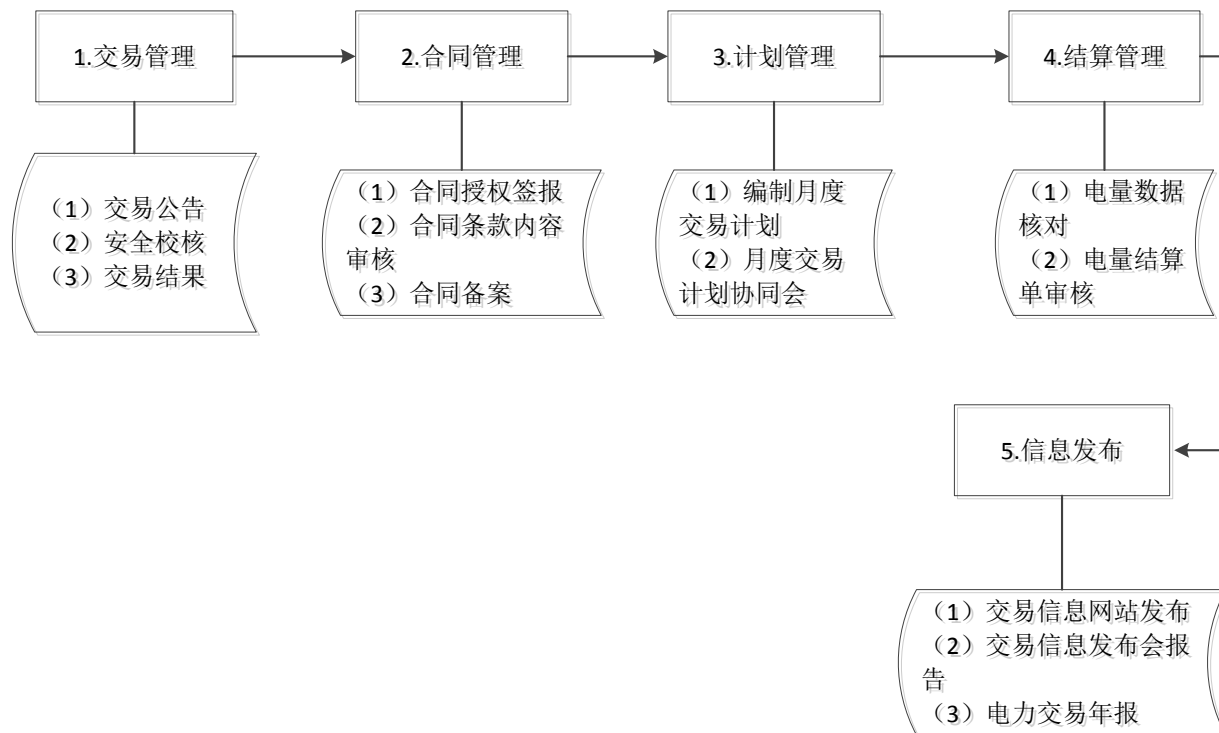 1.交易管理
2.合同管理
3.计划管理
4.结算管理
（1）交易公告
（2）安全校核
（3）交易结果
（1）合同授权签报
（2）合同条款内容
审核
（3）合同备案
（1）编制月度
交易计划
（2）月度交易
计划协同会
（1）电量数据
核对
（2）电量结算
单审核
5.信息发布
（1）交易信息网站发布
（2）交易信息发布会报
告
（3）电力交易年报